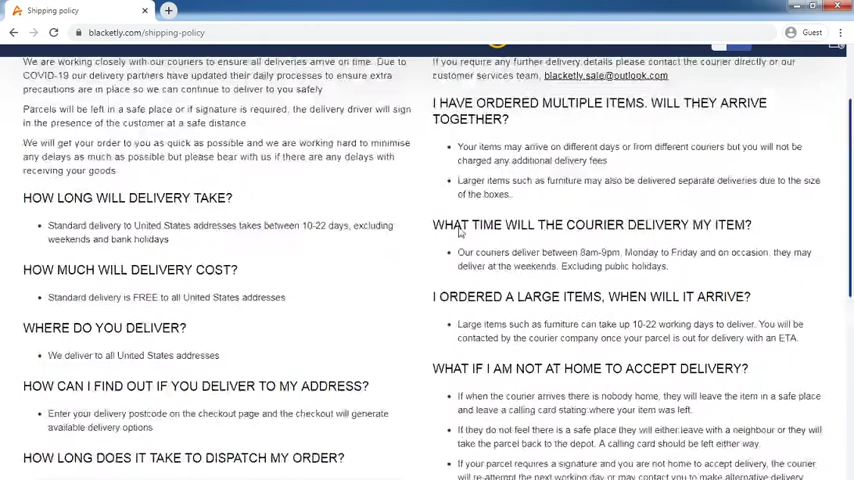 Shipping policy
Guest
blacketly.com/shipping-policy
We are working closely with our couriers to ensure all deliveries arrive on time. Due to
COVID-19 our delivery partners have updated their daily processes to ensure extra
precautions are in place so we can continue to deliver to you safely
Parcels will be left in a safe place or if signature is required, the delivery driver will sign
in the presence of the customer at a safe distance
We will get your order to you as quick as possible and we are working hard to minimise
any delays as much as possible but please bear with us if there are any delays with
receiving your goods
HOW LONG WILL DELIVERY TAKE?
Standard delivery to United States addresses takes between 10-22 days, excluding
weekends and bank holidays
HOW MUCH WILL DELIVERY COST?
Standard delivery is FREE to all United States addresses
WHERE DO YOU DELIVER?
We deliver to all United States addresses
HOW CAN I FIND OUT IF YOU DELIVER TO MY ADDRESS?
Enter your delivery postcode on the checkout page and the checkout will generate
available delivery options
HOW LONG DOES IT TAKE TO DISPATCH MY ORDER?
If you require any further delivery details please contact the courier directly or our
customer services team, blacketly.sale@outlook.com
I HAVE ORDERED MULTIPLE ITEMS. WILL THEY ARRIVE
TOGETHER?
Your items may arrive on different days or from different couriers but you will not be
charged any additional delivery fees
Larger items such as furniture may also be delivered separate deliveries due to the size
of the boxes.
WHAT TIME WILL THE COURIER DELIVERY MY ITEM?
Our couriers deliver between 8am-9pm, Monday to Friday and on occasion, they may
deliver at the weekends. Excluding public holidays.
I ORDERED A LARGE ITEMS, WHEN WILL IT ARRIVE?
Large items such as furniture can take up 10-22 working days to deliver. You will be
contacted by the courier company once your parcel is out for delivery with an ETA.
WHAT IF I AM NOT AT HOME TO ACCEPT DELIVERY?
If when the courier arrives there is nobody home, they will leave the item in a safe place
and leave a calling card stating where your item was left.
If they do not feel there is a safe place they will either leave with a neighbour or they will
take the parcel back to the depot. A calling card should be left either way.
If your parcel requires a signature and you are not home to accept delivery, the courier
will re-attempt the next working day or may contact you to make alternative delivery